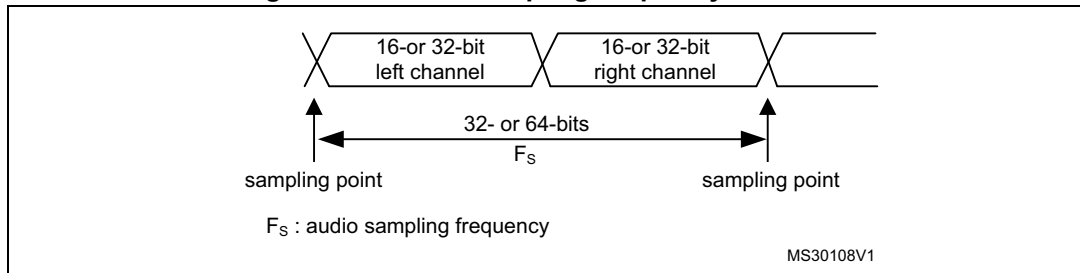 16-or 32-bit
left channel
16-or 32-bit
right channel
32- or 64-bits
FS
sampling point
sampling point
FS : audio sampling frequency
MS30108V1